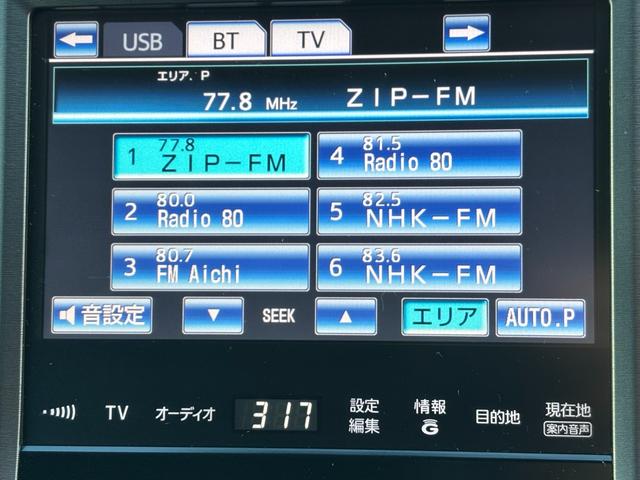 USB BT TV
エリア.P
77.8 MHz ZIP-FM
1 77.8 ZIP-FM
4 81.5 Radio 80
2 80.0 Radio 80
5 82.5 NHK-FM
3 80.7 FM Aichi
6 83.6 NHK-FM
音設定 ▼ SEEK ▲ エリア AUTO.P
TV オーディオ 317 設定編集 情報G 目的地 現在地
案内音声